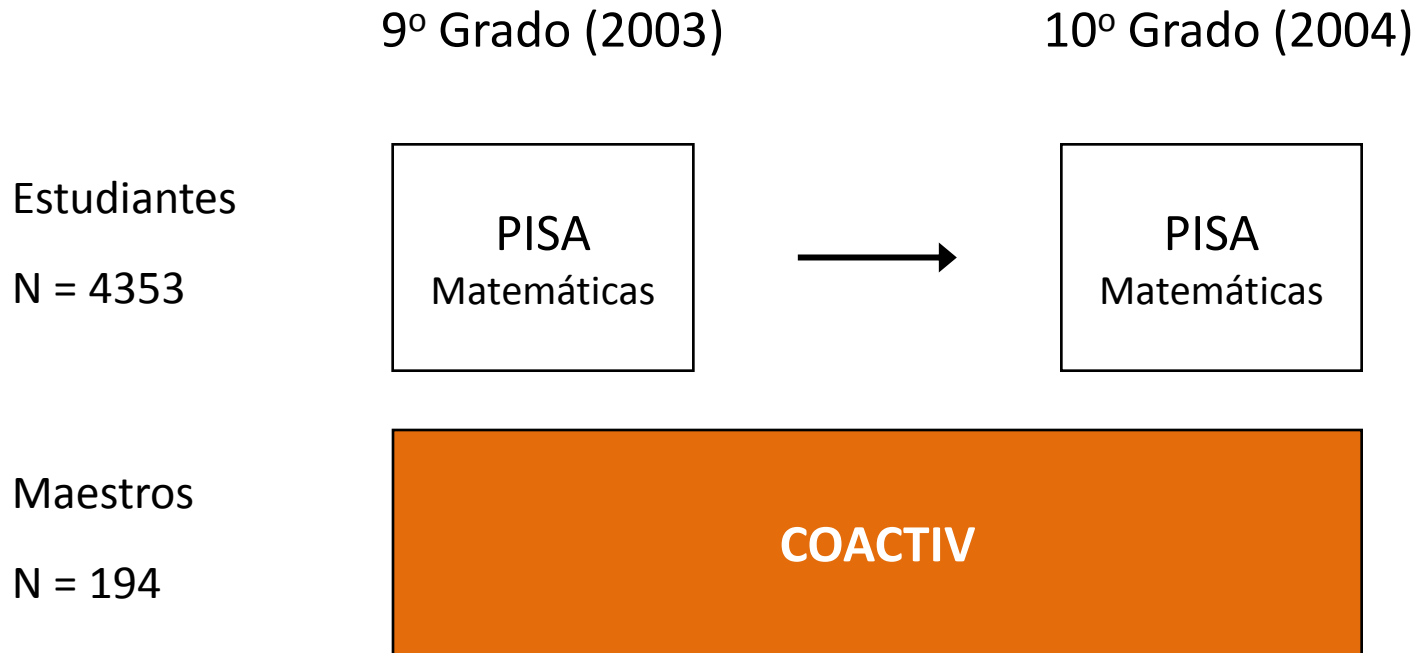 9º Grado (2003)
10º Grado (2004)
Estudiantes
N = 4353
PISA
Matemáticas
PISA
Matemáticas
Maestros
N = 194
COACTIV